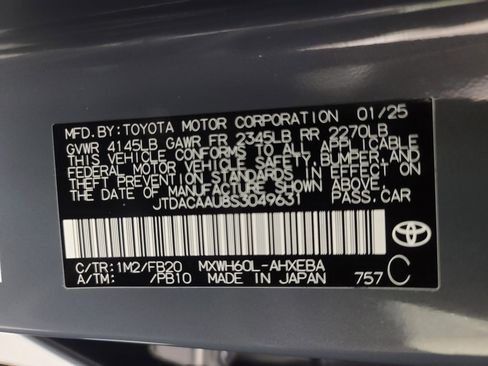 MFD.BY: TOYOTA MOTOR CORPORATION 01/25
GVWR 4145LB GAWR FR 2345LB RR 2270LB
THIS VEHICLE CONFORMS TO ALL APPLICABLE
FEDERAL MOTOR VEHICLE SAFETY, BUMPER, AND
THEFT PREVENTION STANDARDS IN EFFECT ON
THE DATE OF MANUFACTURE SHOWN ABOVE.
JTDACAAU8S3049631 PASS.CAR
C/TR: 1M2/FB20 MXWH60L-AHXEBA
A/TM: /PB10 MADE IN JAPAN 757 C